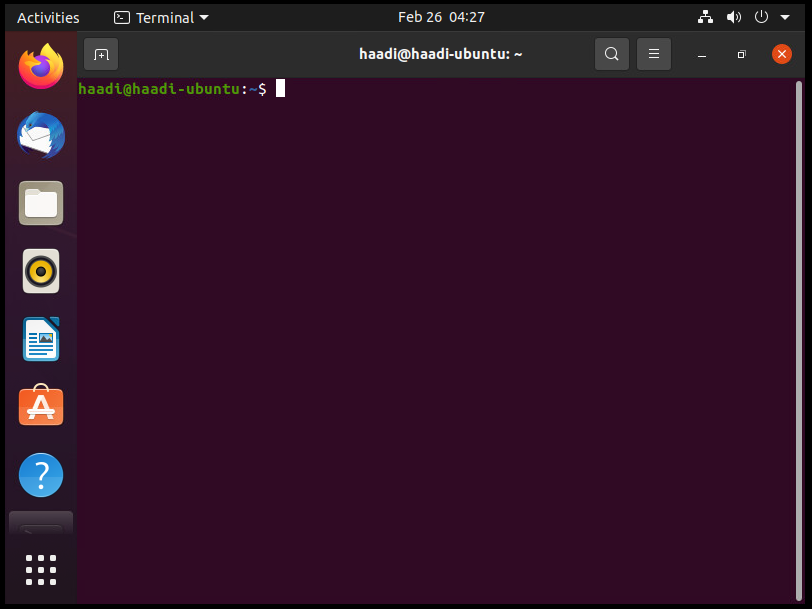 Activities
Terminal
Feb 26 04:27
haadi@haadi-ubuntu: ~
haadi@haadi-ubuntu:~$